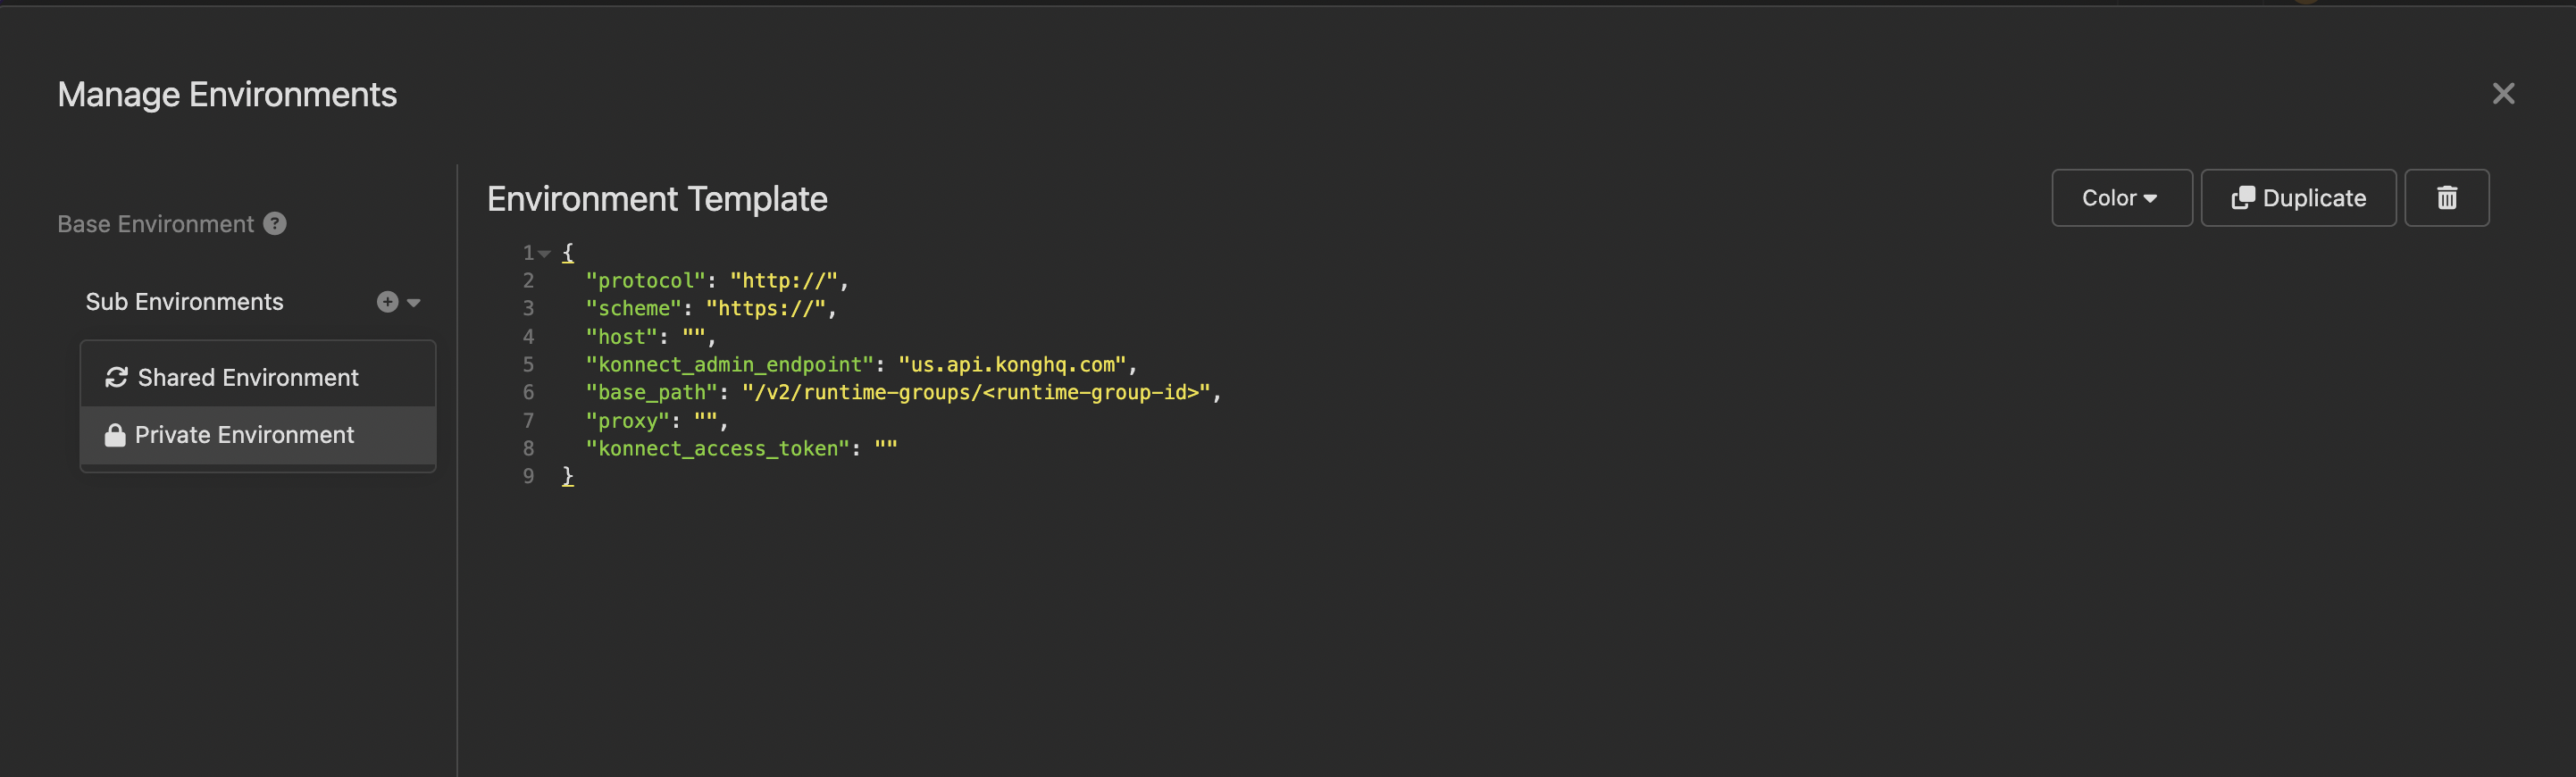 Manage Environments
Base Environment ?
Sub Environments
Shared Environment
Private Environment
Environment Template
Color
Duplicate
1 {
2 "protocol": "http://",
3 "scheme": "https://",
4 "host": "",
5 "konnect_admin_endpoint": "us.api.konghq.com",
6 "base_path": "/v2/runtime-groups/<runtime-group-id>",
7 "proxy": "",
8 "konnect_access_token": ""
9 }